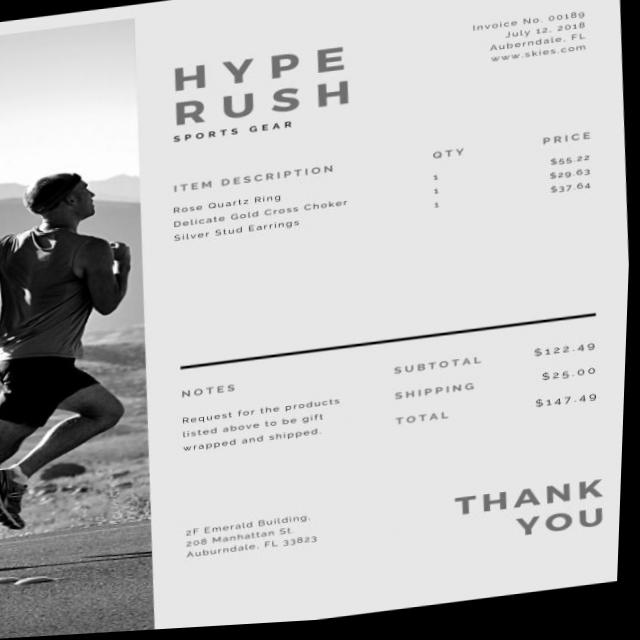 Invoice No. 00189
July 12, 2018
Auberndale, FL
www.skies.com
HYPE
RUSH
SPORTS GEAR
ITEM DESCRIPTION QTY PRICE
Rose Quartz Ring 1 $55.22
Delicate Gold Cross Choker 1 $29.63
Silver Stud Earrings 1 $37.64
NOTES
Request for the products
listed above to be gift
wrapped and shipped.
SUBTOTAL $122.49
SHIPPING $25.00
TOTAL $147.49
2F Emerald Building,
208 Manhattan St.
Auburndale, FL 33823
THANK
YOU